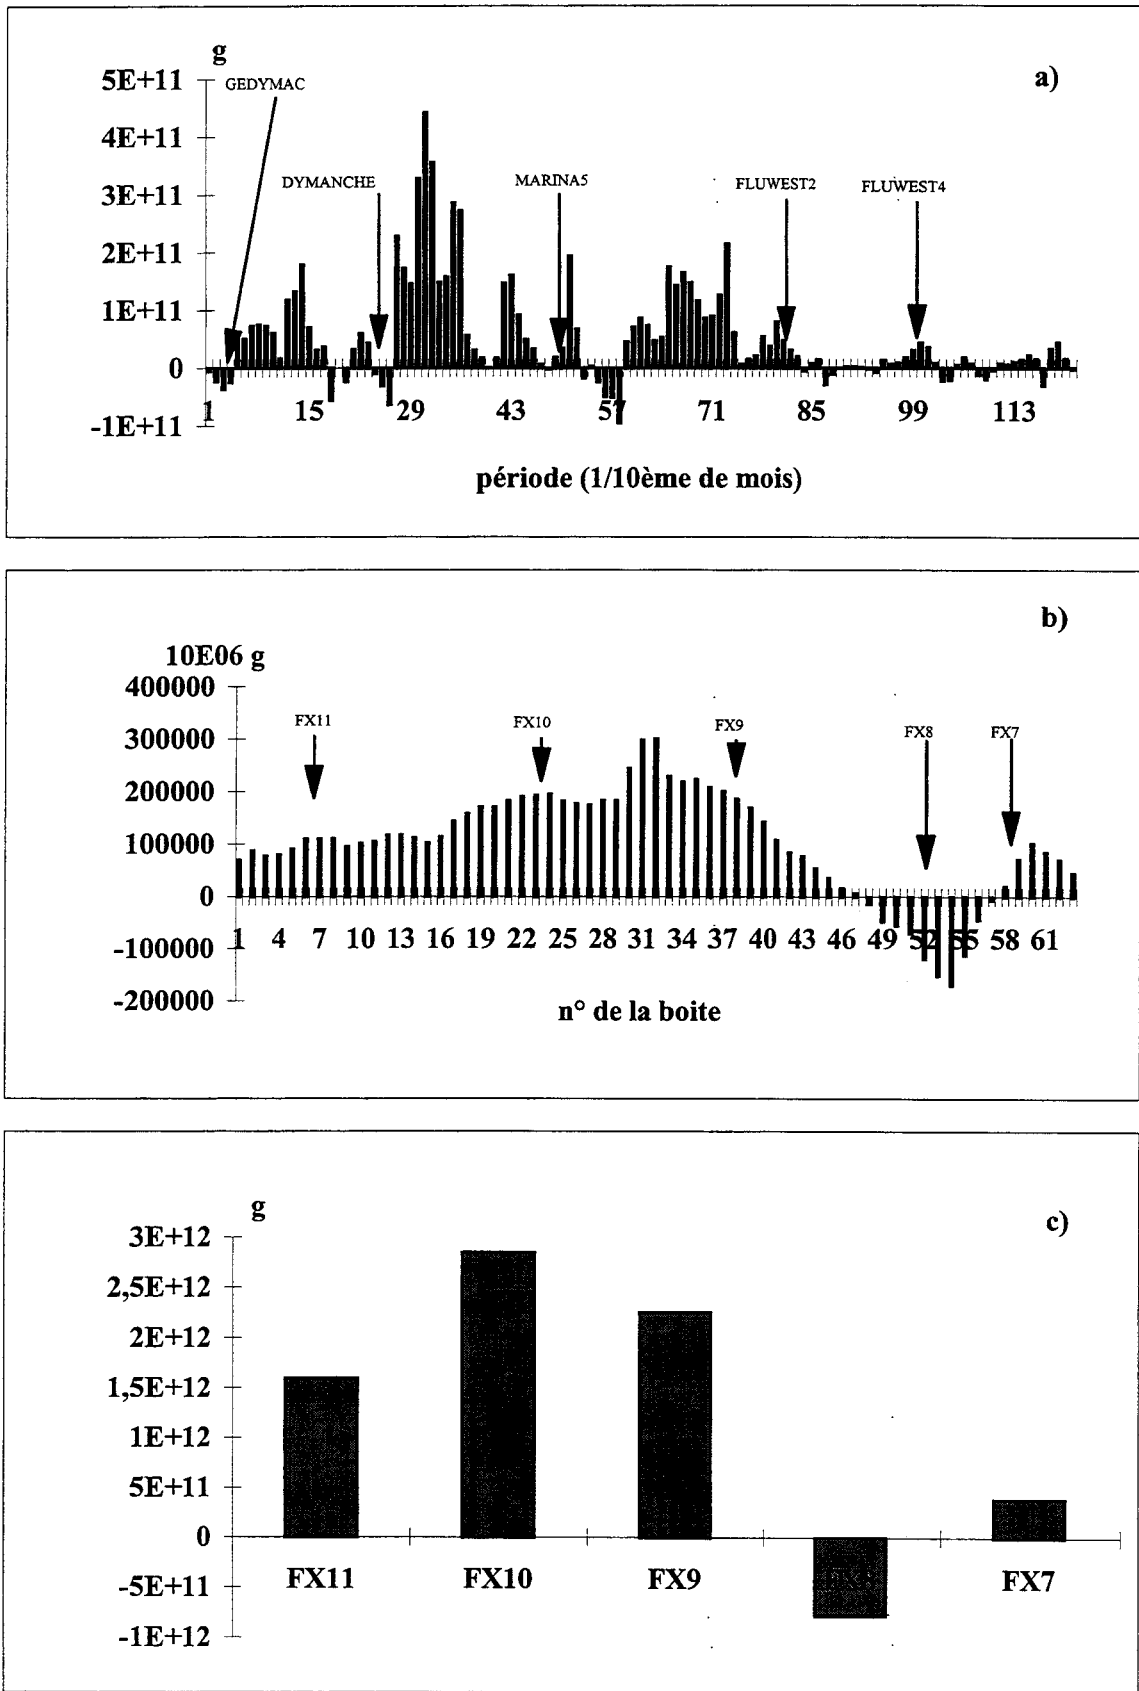 g
a)
5E+11
GEDYMAC
4E+11
DYMANCHE
MARINA5
FLUWEST2
FLUWEST4
3E+11
2E+11
1E+11
0
1 15 29 43 57 71 85 99 113
-1E+11
période (1/10ème de mois)
b)
10E06 g
400000
FX11
FX10
FX9
FX8
FX7
300000
200000
100000
0
1 4 7 10 13 16 19 22 25 28 31 34 37 40 43 46 49 52 55 58 61
-100000
-200000
n° de la boite
g
c)
3E+12
2,5E+12
2E+12
1,5E+12
1E+12
5E+11
0
FX11 FX10 FX9 FX7
-5E+11
-1E+12